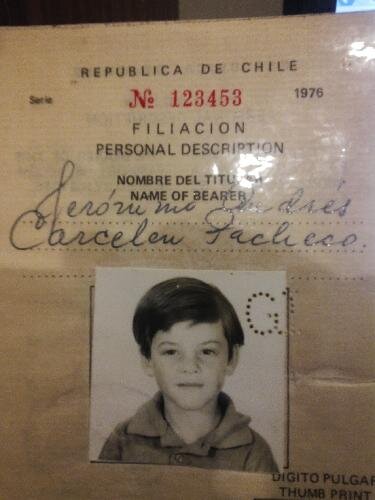 REPUBLICA DE CHILE
Serie Nº 123453 1976
FILIACION
PERSONAL DESCRIPTION
NOMBRE DEL TITULAR
NAME OF BEARER
Jerónimo Andrés
Carcelen Pacheco.
G
DIGITO PULGAR
THUMB PRINT